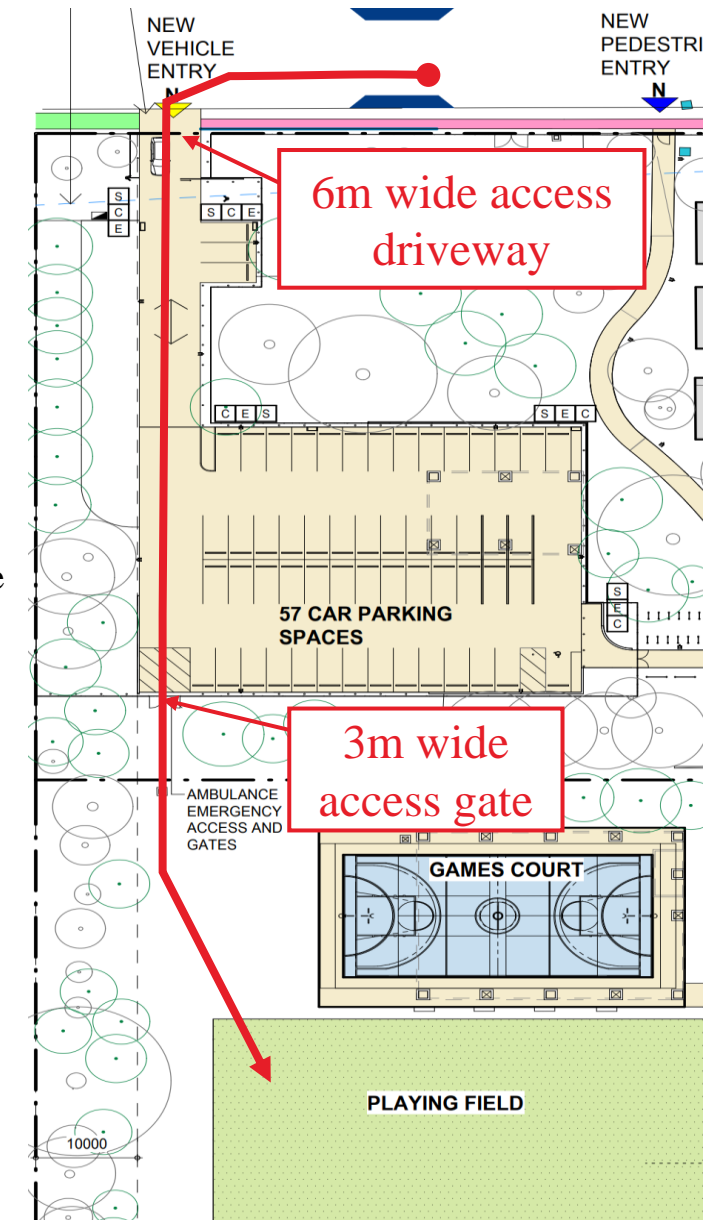 NEW
VEHICLE
ENTRY
N
NEW
ENTRY
N
6m wide access
driveway
S
C
E
S C E
C E S
S E C
57 CAR PARKING
SPACES
S
E
C
3m wide
access gate
AMBULANCE
EMERGENCY
ACCESS AND
GATES
GAMES COURT
PLAYING FIELD
10000